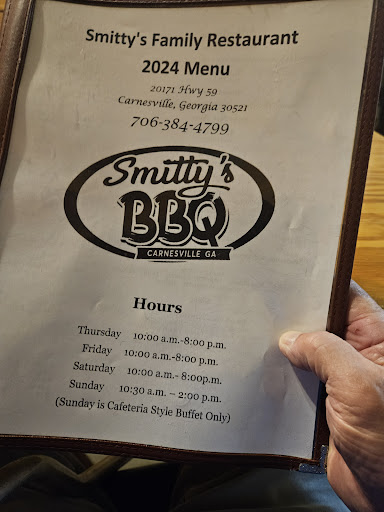 Smitty's Family Restaurant
2024 Menu
20171 Hwy 59
Carnesville, Georgia 30521
706-384-4799
Smitty's
BBQ
CARNESVILLE GA
Hours
Thursday 10:00 a.m.-8:00 p.m.
Friday 10:00 a.m.-8:00 p.m.
Saturday 10:00 a.m.- 8:00p.m.
Sunday 10:30 a.m. – 2:00 p.m.
(Sunday is Cafeteria Style Buffet Only)